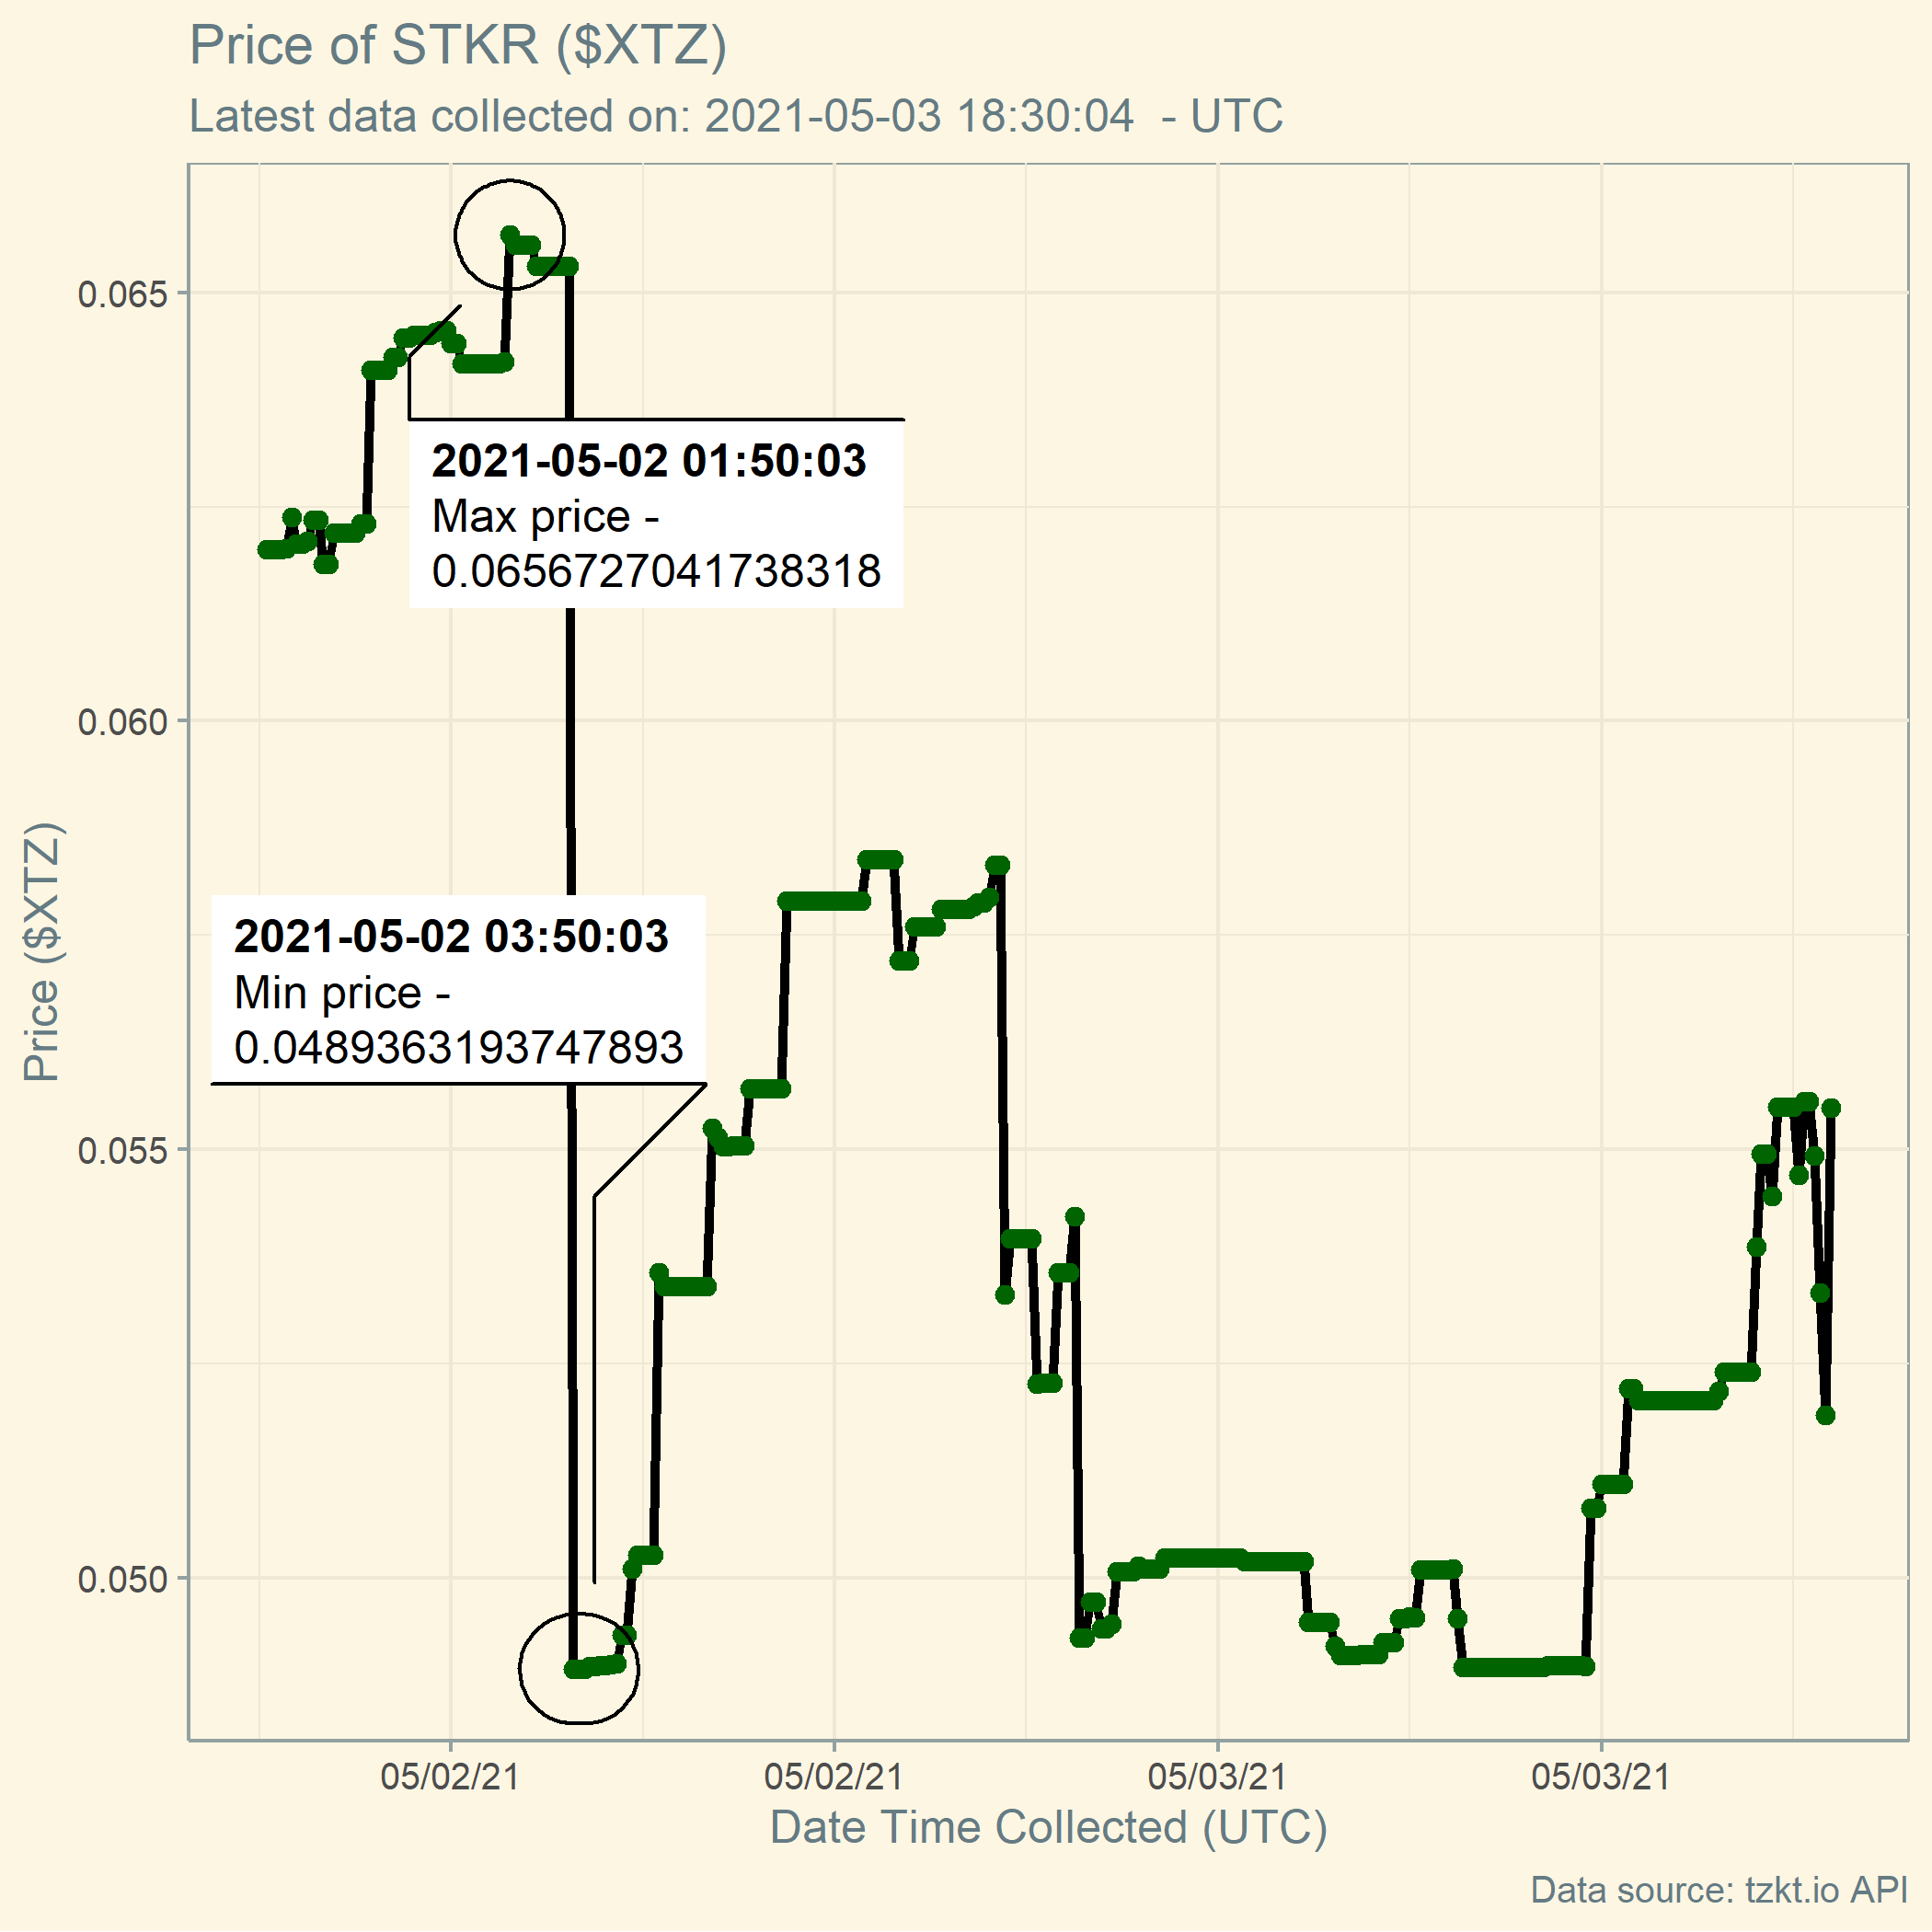 Price of STKR ($XTZ)
Latest data collected on: 2021-05-03 18:30:04  - UTC
0.065
2021-05-02 01:50:03
Max price -
0.0656727041738318
0.060
Price ($XTZ)
2021-05-02 03:50:03
Min price -
0.0489363193747893
0.055
0.050
05/02/21
05/02/21
05/03/21
05/03/21
Date Time Collected (UTC)
Data source: tzkt.io API